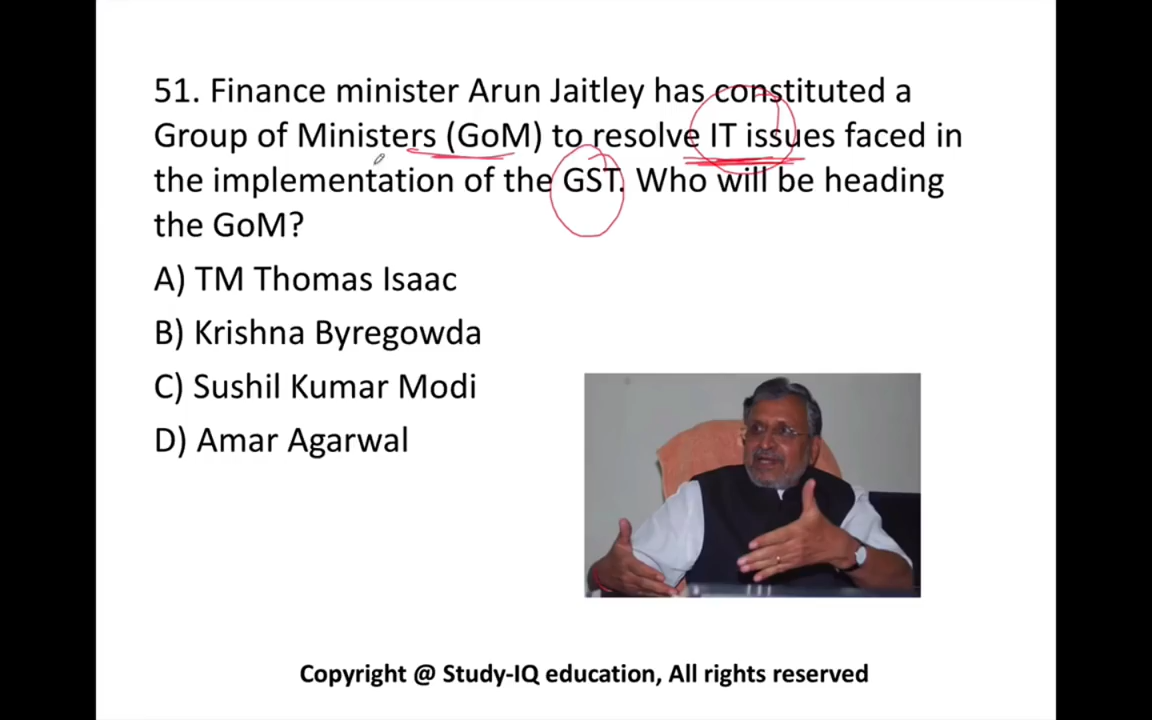 51. Finance minister Arun Jaitley has constituted a
Group of Ministers (GoM) to resolve IT issues faced in
the implementation of the GST. Who will be heading
the GoM?
A) TM Thomas Isaac
B) Krishna Byregowda
C) Sushil Kumar Modi
D) Amar Agarwal
Copyright @ Study-IQ education, All rights reserved